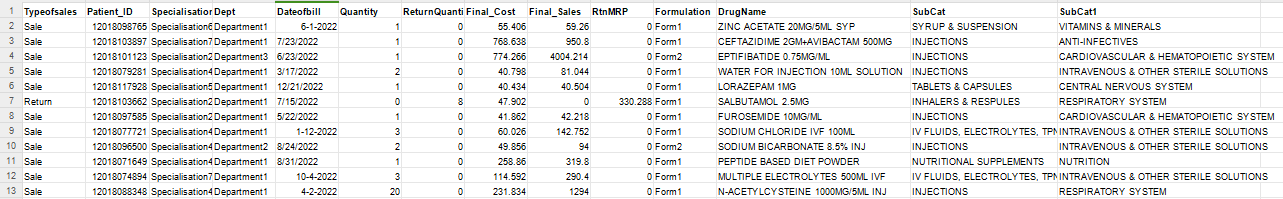 1 Typeofsales Patient_ID Specialisation Dept Dateofbill Quantity ReturnQuanti Final_Cost Final_Sales RtnMRP Formulation DrugName SubCat SubCat1
2 Sale 12018098765 Specialisation6 Department1 6-1-2022 1 0 55.406 59.26 0 Form1 ZINC ACETATE 20MG/5ML SYP SYRUP & SUSPENSION VITAMINS & MINERALS
3 Sale 12018103897 Specialisation7 Department1 7/23/2022 1 0 768.638 950.8 0 Form1 CEFTAZIDIME 2GM+AVIBACTAM 500MG INJECTIONS ANTI-INFECTIVES
4 Sale 12018101123 Specialisation2 Department3 6/23/2022 1 0 774.266 4004.214 0 Form2 EPTIFIBATIDE 0.75MG/ML INJECTIONS CARDIOVASCULAR & HEMATOPOIETIC SYSTEM
5 Sale 12018079281 Specialisation4 Department1 3/17/2022 2 0 40.798 81.044 0 Form1 WATER FOR INJECTION 10ML SOLUTION INJECTIONS INTRAVENOUS & OTHER STERILE SOLUTIONS
6 Sale 12018117928 Specialisation5 Department1 12/21/2022 1 0 40.434 40.504 0 Form1 LORAZEPAM 1MG TABLETS & CAPSULES CENTRAL NERVOUS SYSTEM
7 Return 12018103662 Specialisation2 Department1 7/15/2022 0 8 47.902 0 330.288 Form1 SALBUTAMOL 2.5MG INHALERS & RESPULES RESPIRATORY SYSTEM
8 Sale 12018097585 Specialisation2 Department1 5/22/2022 1 0 41.862 42.218 0 Form1 FUROSEMIDE 10MG/ML INJECTIONS CARDIOVASCULAR & HEMATOPOIETIC SYSTEM
9 Sale 12018077721 Specialisation4 Department1 1-12-2022 3 0 60.026 142.752 0 Form1 SODIUM CHLORIDE IVF 100ML IV FLUIDS, ELECTROLYTES, TPN INTRAVENOUS & OTHER STERILE SOLUTIONS
10 Sale 12018096500 Specialisation4 Department2 8/24/2022 2 0 49.856 94 0 Form2 SODIUM BICARBONATE 8.5% INJ INJECTIONS INTRAVENOUS & OTHER STERILE SOLUTIONS
11 Sale 12018071649 Specialisation4 Department1 8/31/2022 1 0 258.86 319.8 0 Form1 PEPTIDE BASED DIET POWDER NUTRITIONAL SUPPLEMENTS NUTRITION
12 Sale 12018074894 Specialisation7 Department1 10-4-2022 3 0 114.592 290.4 0 Form1 MULTIPLE ELECTROLYTES 500ML IVF IV FLUIDS, ELECTROLYTES, TPN INTRAVENOUS & OTHER STERILE SOLUTIONS
13 Sale 12018088348 Specialisation4 Department1 4-2-2022 20 0 231.834 1294 0 Form1 N-ACETYLCYSTEINE 1000MG/5ML INJ INJECTIONS RESPIRATORY SYSTEM